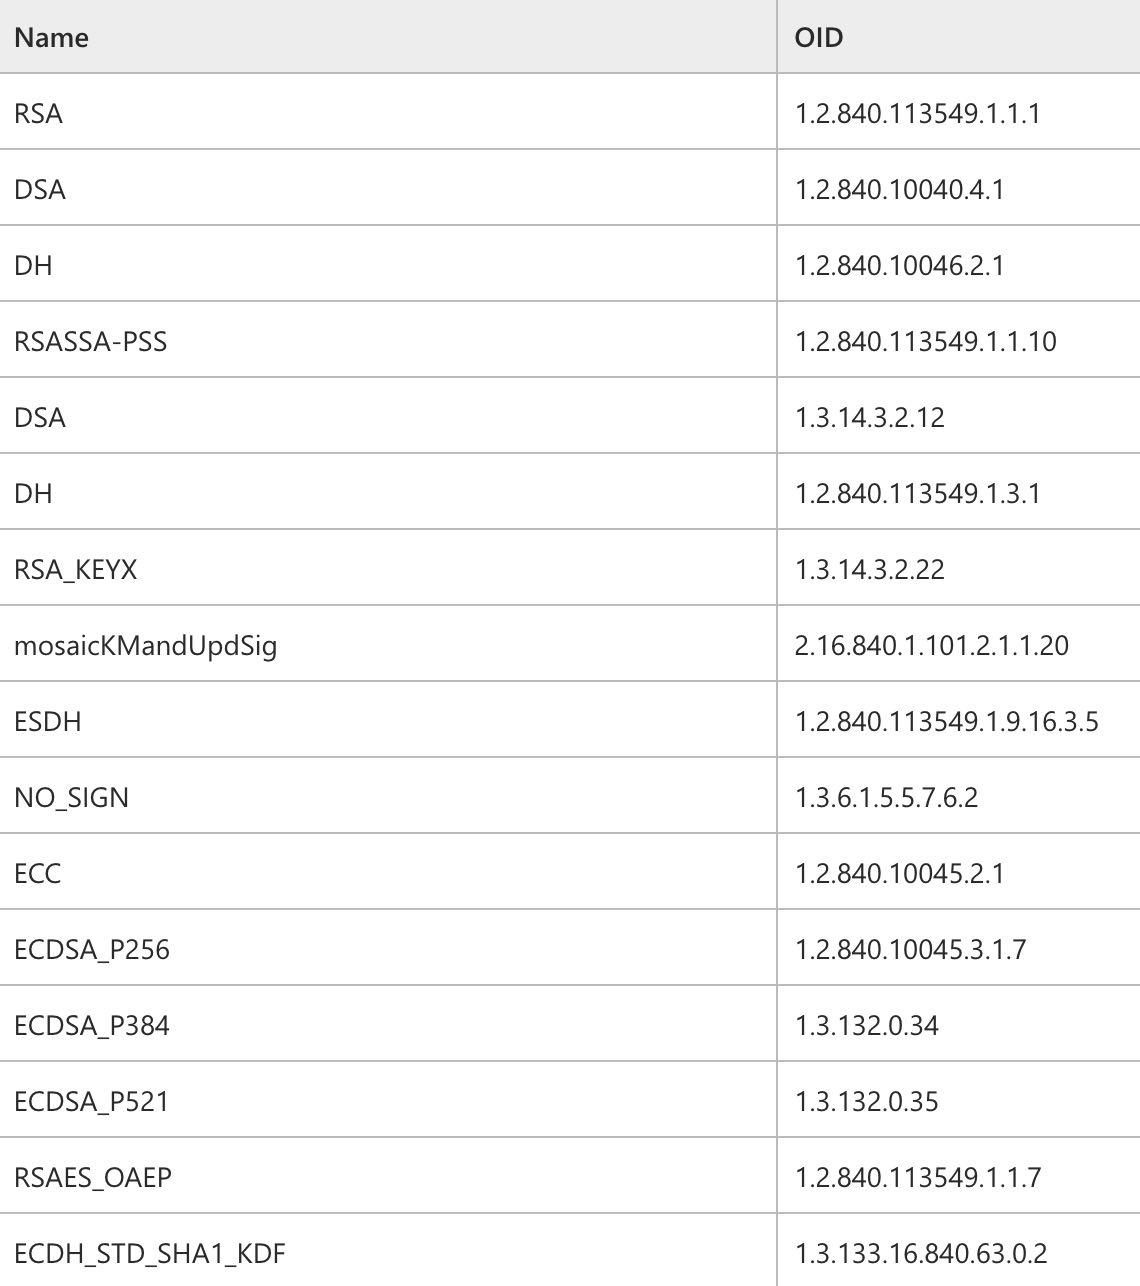 Name OID
RSA 1.2.840.113549.1.1.1
DSA 1.2.840.10040.4.1
DH 1.2.840.10046.2.1
RSASSA-PSS 1.2.840.113549.1.1.10
DSA 1.3.14.3.2.12
DH 1.2.840.113549.1.3.1
RSA_KEYX 1.3.14.3.2.22
mosaicKMandUpdSig 2.16.840.1.101.2.1.1.20
ESDH 1.2.840.113549.1.9.16.3.5
NO_SIGN 1.3.6.1.5.5.7.6.2
ECC 1.2.840.10045.2.1
ECDSA_P256 1.2.840.10045.3.1.7
ECDSA_P384 1.3.132.0.34
ECDSA_P521 1.3.132.0.35
RSAES_OAEP 1.2.840.113549.1.1.7
ECDH_STD_SHA1_KDF 1.3.133.16.840.63.0.2